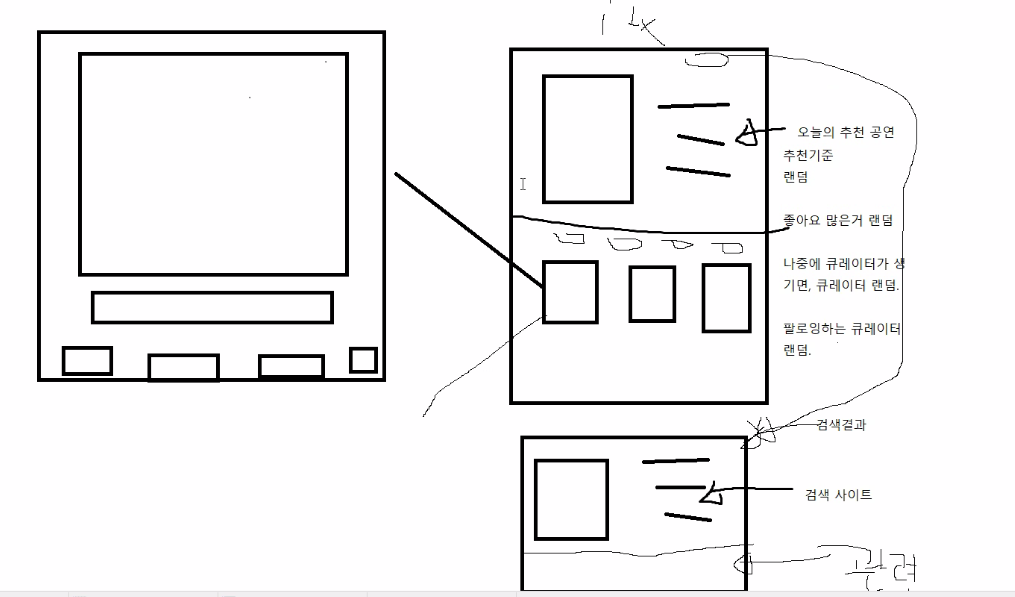 오늘의 추천 공연
추천기준
랜덤
좋아요 많은거 랜덤
나중에 큐레이터가 생
기면, 큐레이터 랜덤.
팔로잉하는 큐레이터
랜덤.
검색결과
검색 사이트
관련